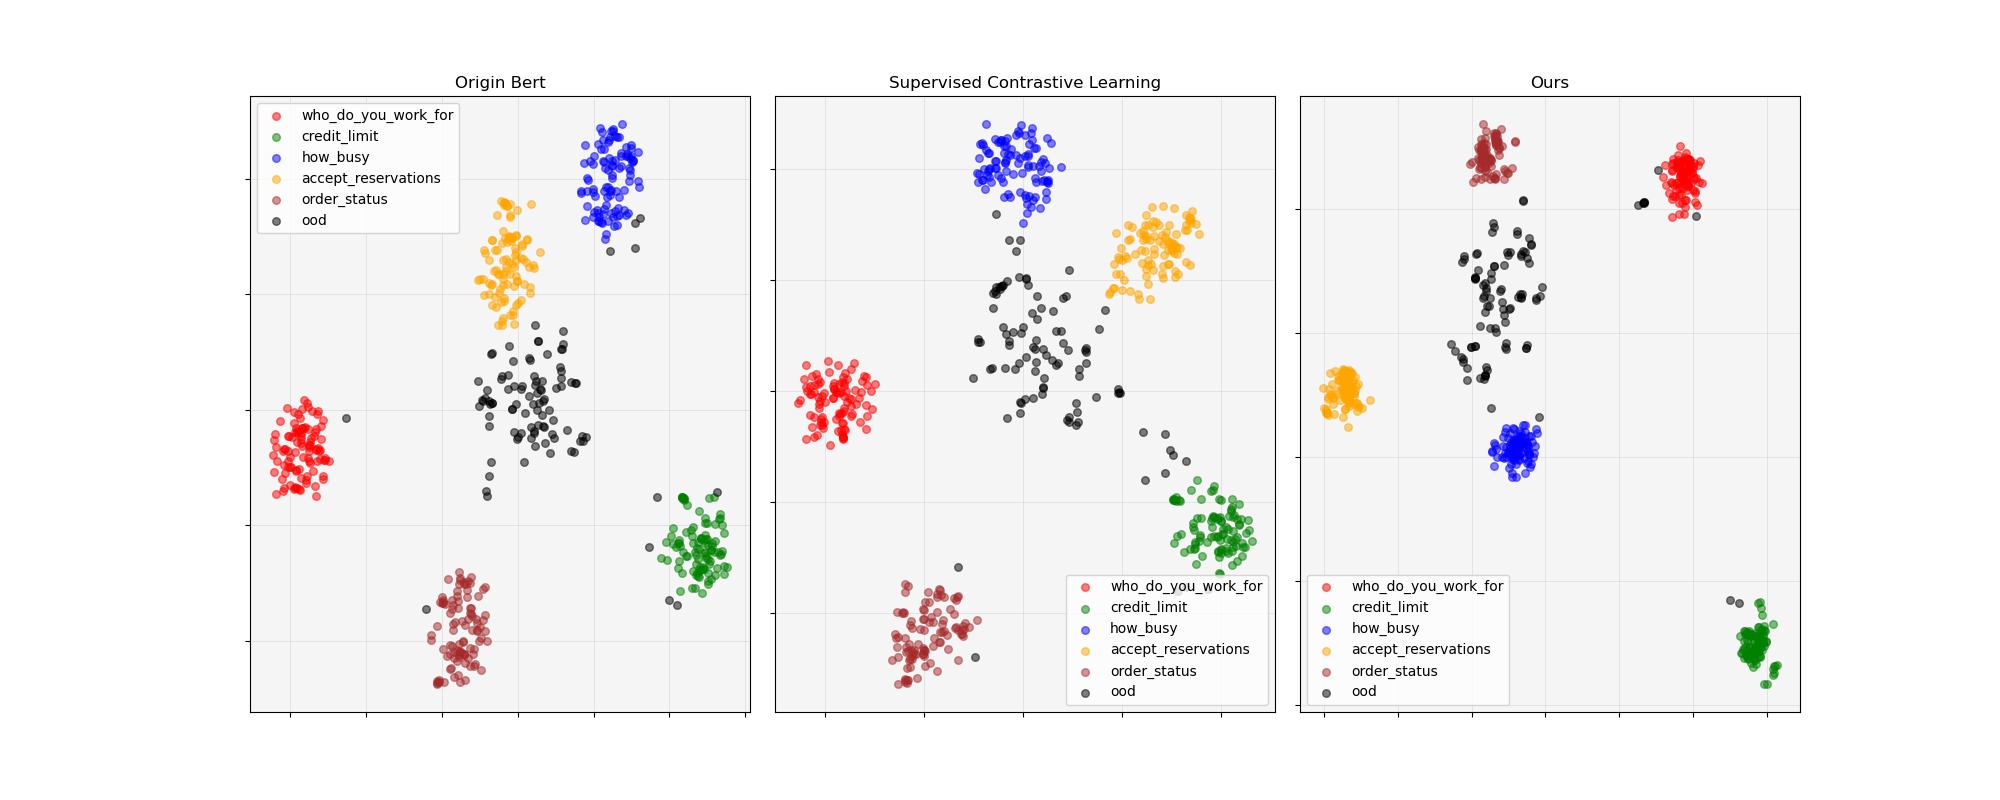 Origin Bert
who_do_you_work_for
credit_limit
how_busy
accept_reservations
order_status
ood
Supervised Contrastive Learning
who_do_you_work_for
credit_limit
how_busy
accept_reservations
order_status
ood
Ours
who_do_you_work_for
credit_limit
how_busy
accept_reservations
order_status
ood